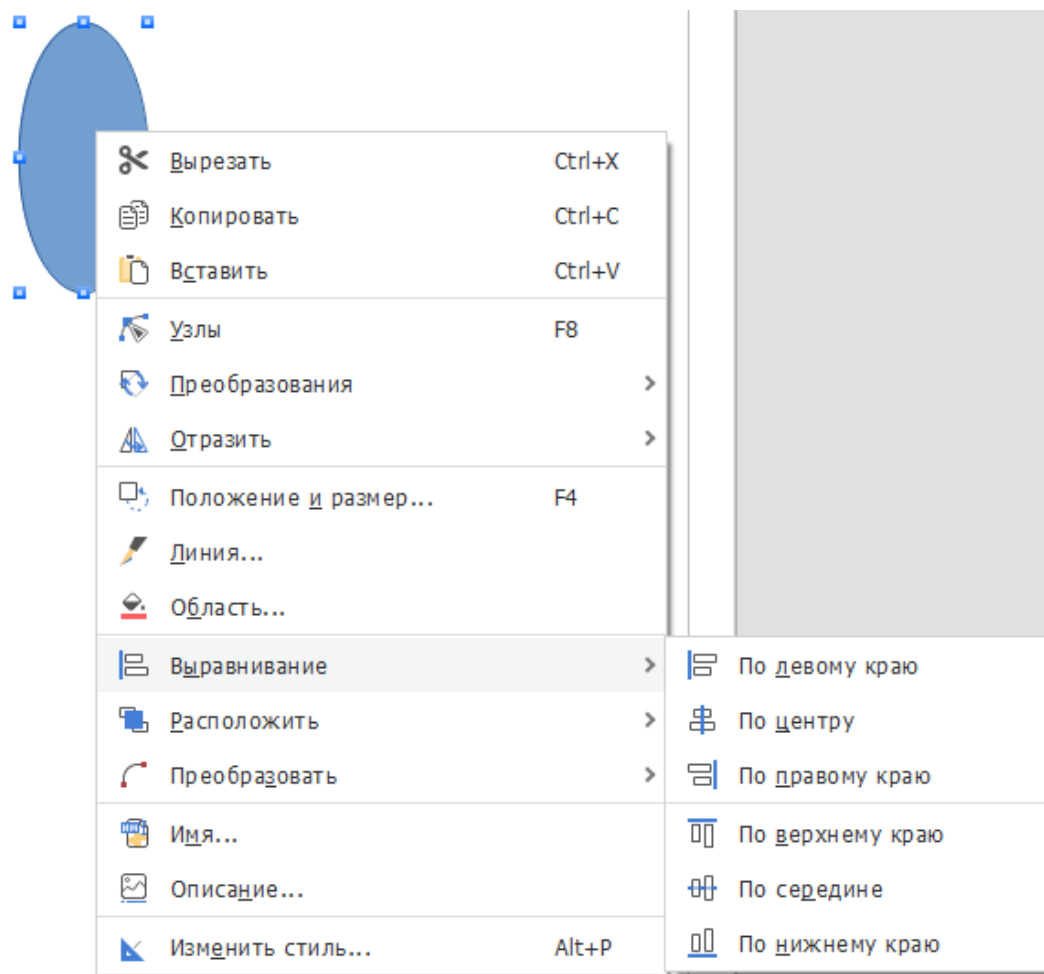 Вырезать Ctrl+X
Копировать Ctrl+C
Вставить Ctrl+V
Узлы F8
Преобразования
Отразить
Положение и размер... F4
Линия...
Область...
Выравнивание
По левому краю
По центру
По правому краю
По верхнему краю
По середине
По нижнему краю
Расположить
Преобразовать
Имя...
Описание...
Изменить стиль... Alt+P